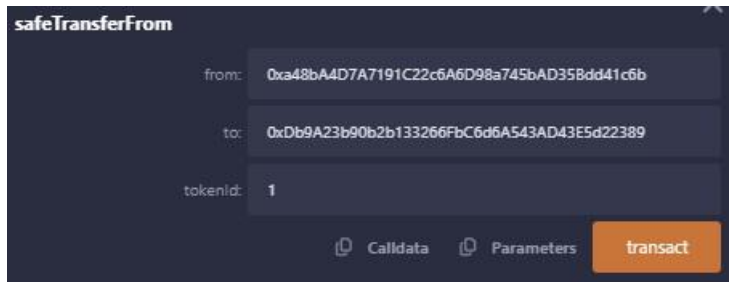 safeTransferFrom
from: 0xa48bA4D7A7191C22c6A6D98a745bAD35Bdd41c6b
to: 0xDb9A23b90b2b133266FbC6d6A543AD43E5d22389
tokenId: 1
Calldata Parameters transact